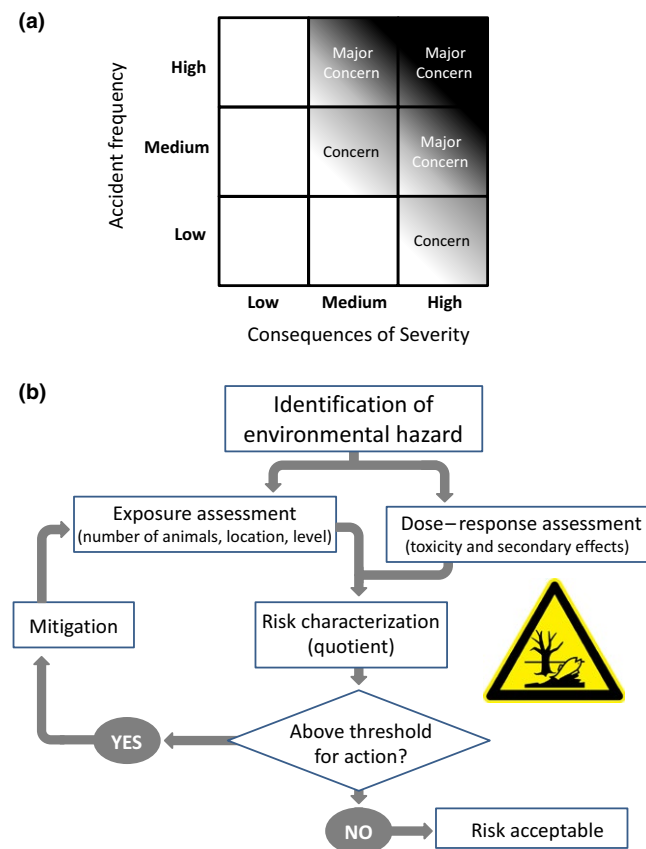 (a)
Accident frequency
High
Major
Concern
Major
Concern
Medium
Concern
Major
Concern
Low
Concern
Low
Medium
High
Consequences of Severity
(b)
Identification of
environmental hazard
Exposure assessment
(number of animals, location, level)
Dose–response assessment
(toxicity and secondary effects)
Mitigation
Risk characterization
(quotient)
Above threshold
for action?
YES
NO
Risk acceptable